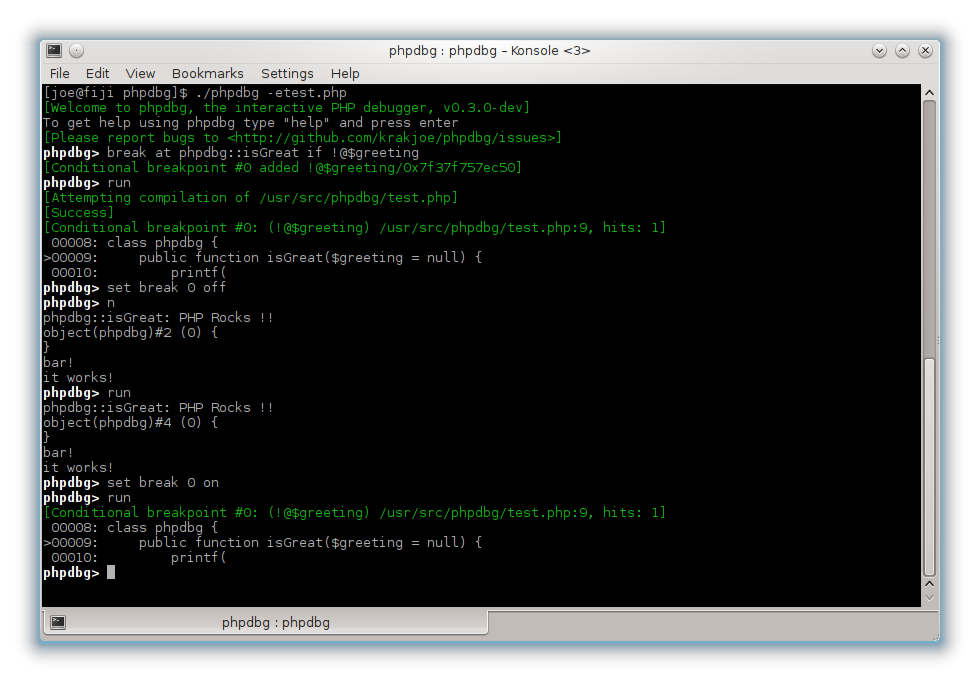 phpdbg : phpdbg – Konsole <3>
File Edit View Bookmarks Settings Help
[joe@fiji phpdbg]$ ./phpdbg -etest.php
[Welcome to phpdbg, the interactive PHP debugger, v0.3.0-dev]
To get help using phpdbg type "help" and press enter
[Please report bugs to <http://github.com/krakjoe/phpdbg/issues>]
phpdbg> break at phpdbg::isGreat if !@$greeting
[Conditional breakpoint #0 added !@$greeting/0x7f37f757ec50]
phpdbg> run
[Attempting compilation of /usr/src/phpdbg/test.php]
[Success]
[Conditional breakpoint #0: (!@$greeting) /usr/src/phpdbg/test.php:9, hits: 1]
 00008: class phpdbg {
>00009:     public function isGreat($greeting = null) {
 00010:         printf(
phpdbg> set break 0 off
phpdbg> n
phpdbg::isGreat: PHP Rocks !!
object(phpdbg)#2 (0) {
}
bar!
it works!
phpdbg> run
phpdbg::isGreat: PHP Rocks !!
object(phpdbg)#4 (0) {
}
bar!
it works!
phpdbg> set break 0 on
phpdbg> run
[Conditional breakpoint #0: (!@$greeting) /usr/src/phpdbg/test.php:9, hits: 1]
 00008: class phpdbg {
>00009:     public function isGreat($greeting = null) {
 00010:         printf(
phpdbg>
phpdbg : phpdbg